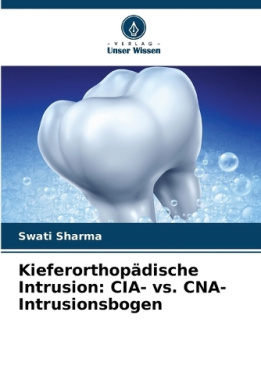 - VERLAG -
Unser Wissen
Swati Sharma
Kieferorthopädische
Intrusion: CIA- vs. CNA-
Intrusionsbogen